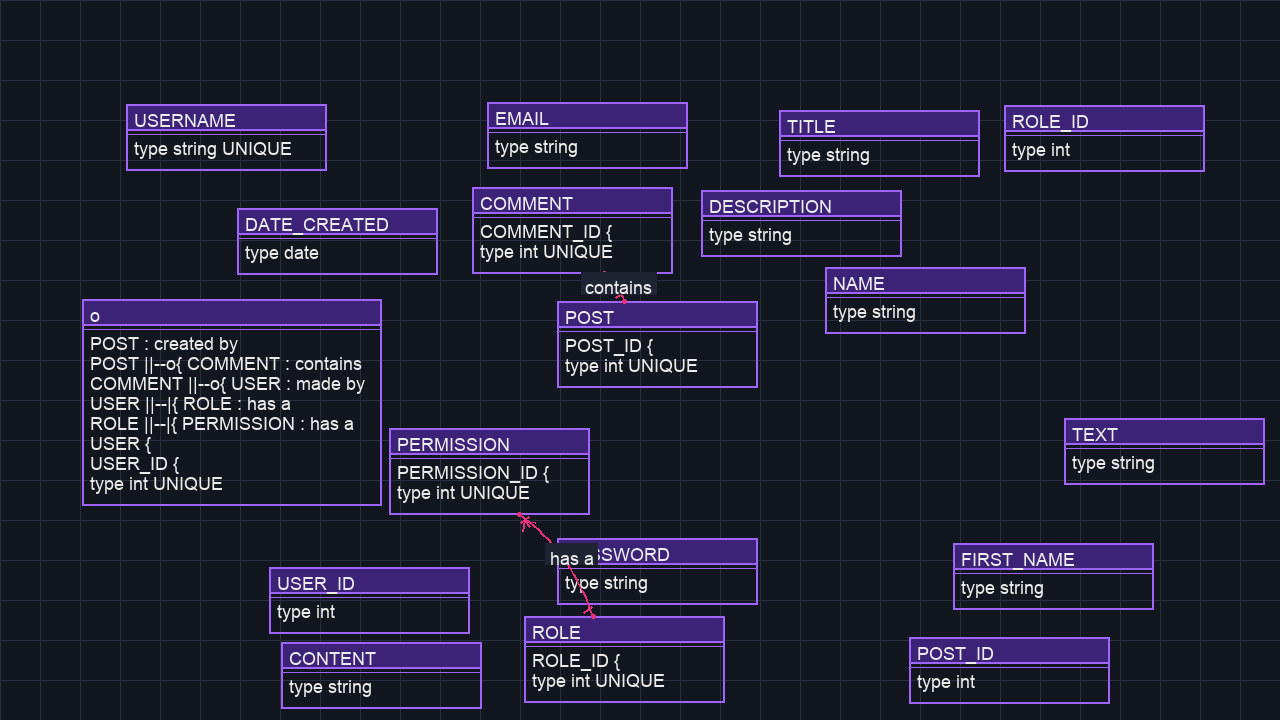 USERNAME
type string UNIQUE
EMAIL
type string
TITLE
type string
ROLE_ID
type int
DATE_CREATED
type date
COMMENT
COMMENT_ID {
type int UNIQUE
DESCRIPTION
type string
contains
NAME
type string
o
POST : created by
POST ||--o{ COMMENT : contains
COMMENT ||--o{ USER : made by
USER ||--|{ ROLE : has a
ROLE ||--|{ PERMISSION : has a
USER {
USER_ID {
type int UNIQUE
POST
POST_ID {
type int UNIQUE
PERMISSION
PERMISSION_ID {
type int UNIQUE
TEXT
type string
has a
SSWORD
type string
FIRST_NAME
type string
USER_ID
type int
ROLE
ROLE_ID {
type int UNIQUE
CONTENT
type string
POST_ID
type int